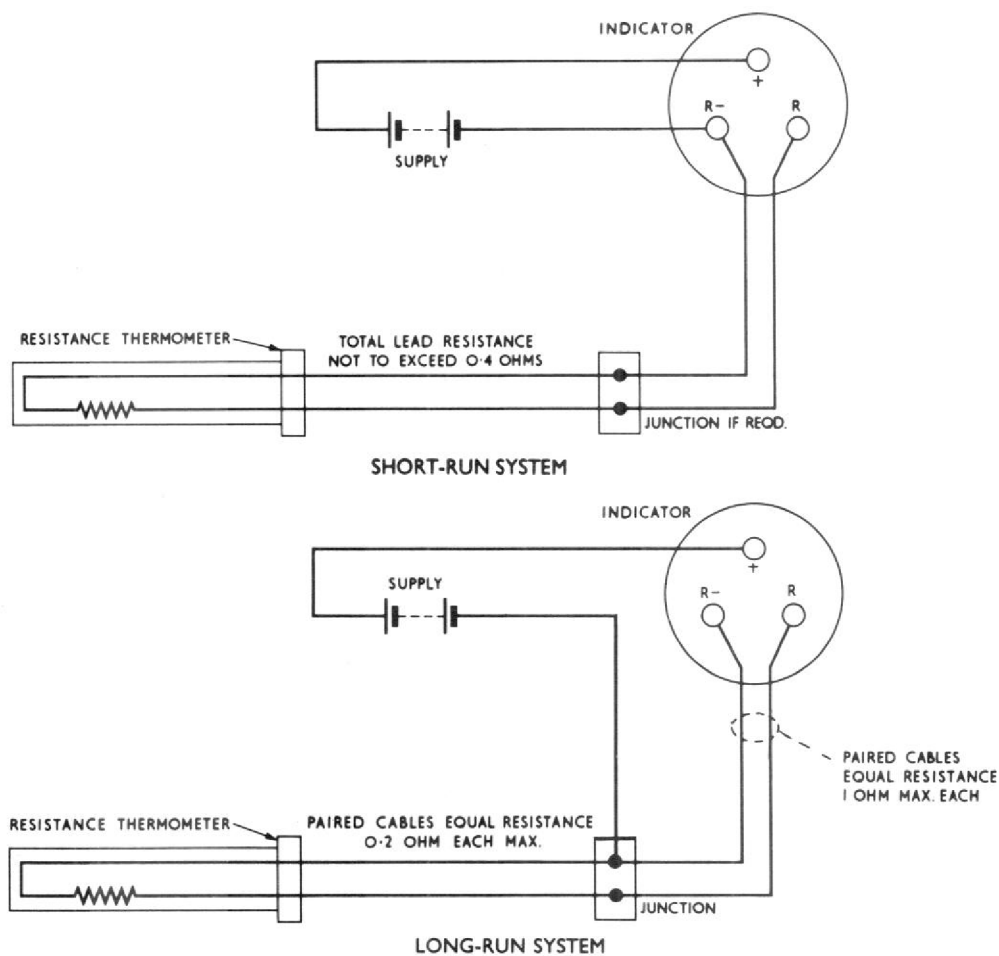 INDICATOR
+
R-
R
SUPPLY
RESISTANCE THERMOMETER
TOTAL LEAD RESISTANCE
NOT TO EXCEED 0·4 OHMS
JUNCTION IF REQD.
SHORT-RUN SYSTEM
INDICATOR
+
SUPPLY
R-
R
PAIRED CABLES
EQUAL RESISTANCE
1 OHM MAX. EACH
RESISTANCE THERMOMETER
PAIRED CABLES EQUAL RESISTANCE
0·2 OHM EACH MAX.
JUNCTION
LONG-RUN SYSTEM